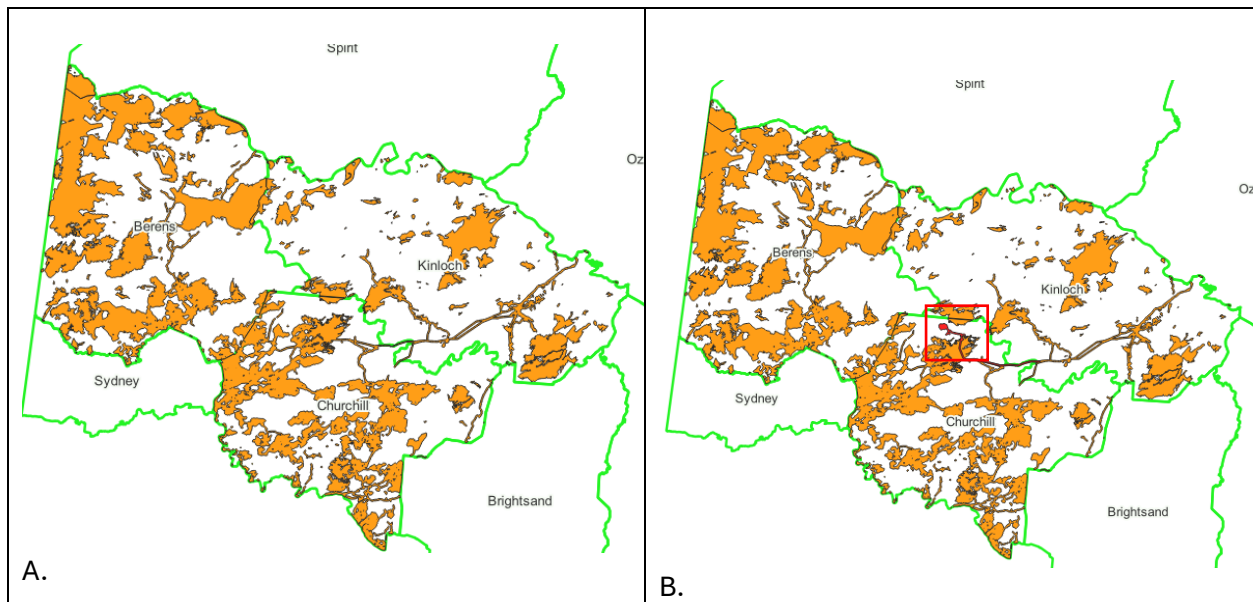 Spirit
Oz
Berens
Kinloch
Sydney
Churchill
Brightsand
A.
Spirit
Oz
Berens
Kinloch
Sydney
Churchill
Brightsand
B.